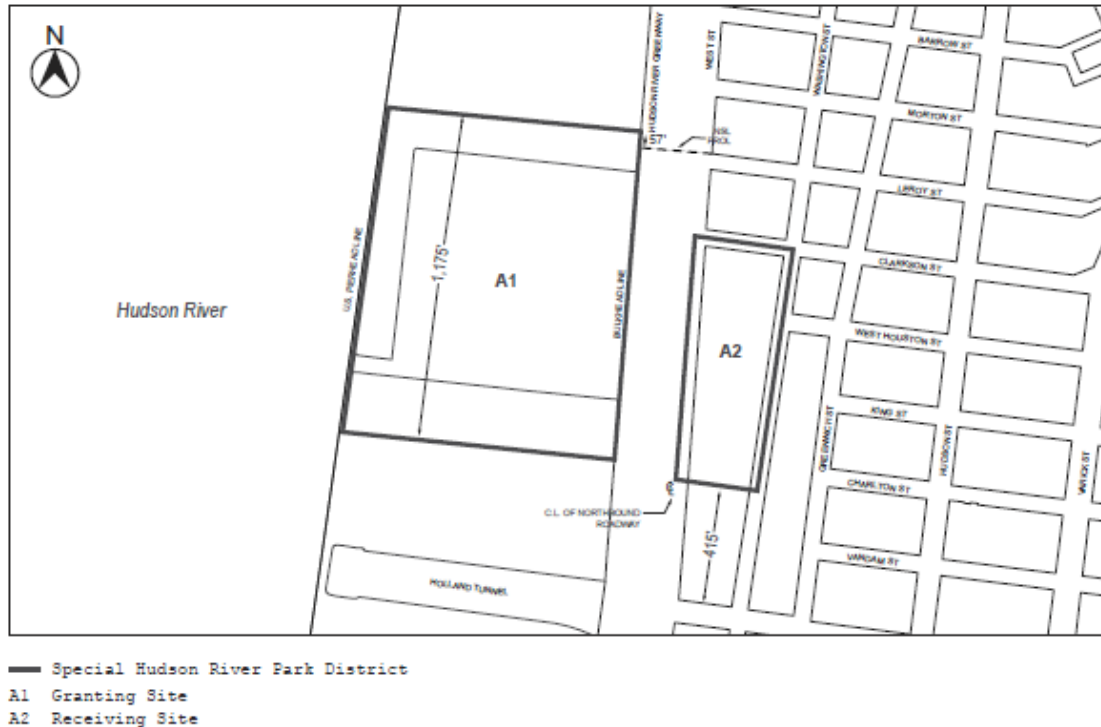 N
HUDSON RIVER GREENWAY
WEST ST
WASHINGTON ST
BARROW ST
MORTON ST
57'
NSL
PROL
LEROY ST
U.S. PIERHEAD LINE
1,175'
A1
BULKHEAD LINE
CLARKSON ST
Hudson River
A2
WEST HOUSTON ST
KING ST
GREENWICH ST
HUDSON ST
VARICK ST
CHARLTON ST
C.L. OF NORTHBOUND
ROADWAY
415'
VANDAM ST
HOLLAND TUNNEL
Special Hudson River Park District
A1 Granting Site
A2 Receiving Site